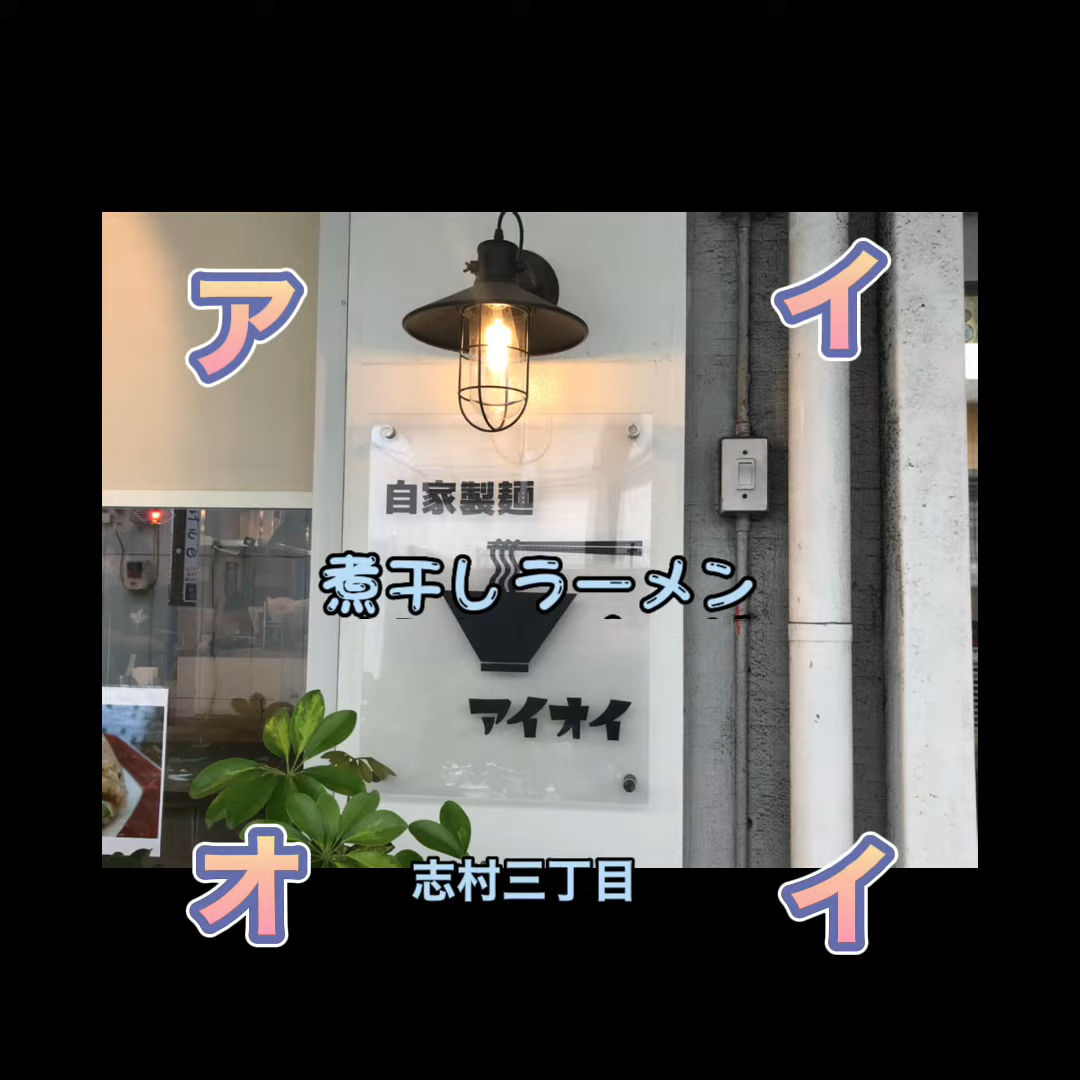 ア イ
自家製麺
煮干しラーメン
アイオイ
オ イ
志村三丁目